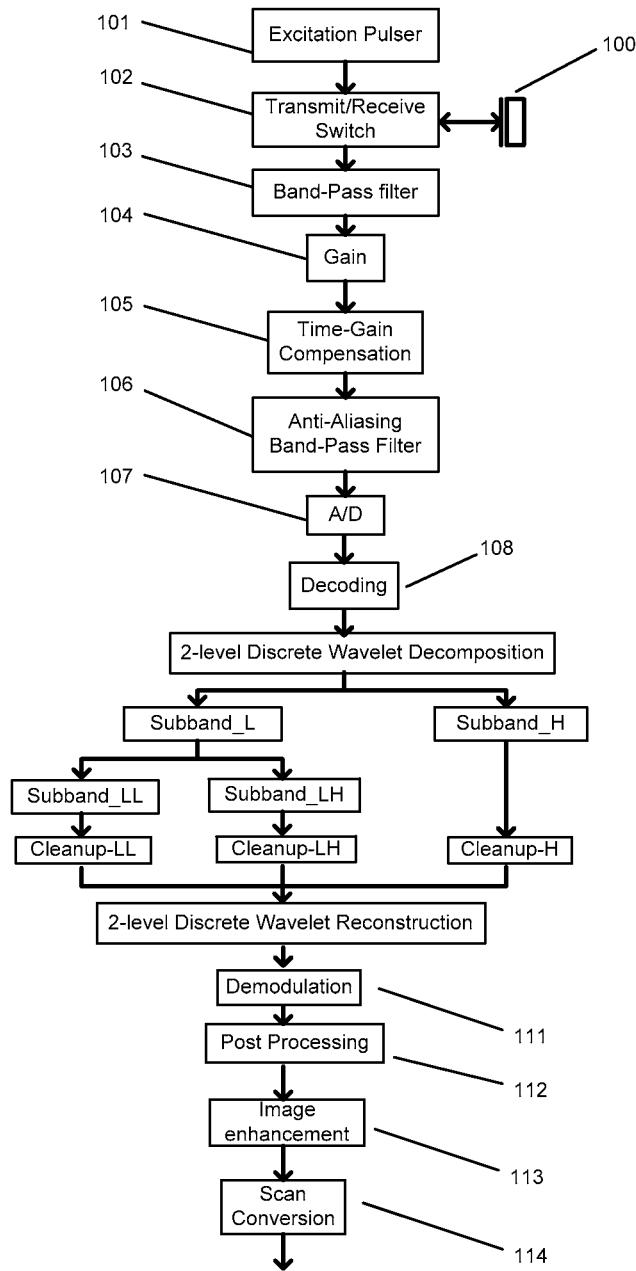 101
Excitation Pulser
100
102
Transmit/Receive
Switch
103
Band-Pass filter
104
Gain
105
Time-Gain
Compensation
106
Anti-Aliasing
Band-Pass Filter
107
A/D
108
Decoding
2-level Discrete Wavelet Decomposition
Subband_L
Subband_H
Subband_LL
Subband_LH
Cleanup-LL
Cleanup-LH
Cleanup-H
2-level Discrete Wavelet Reconstruction
Demodulation
111
Post Processing
112
Image
enhancement
113
Scan
Conversion
114